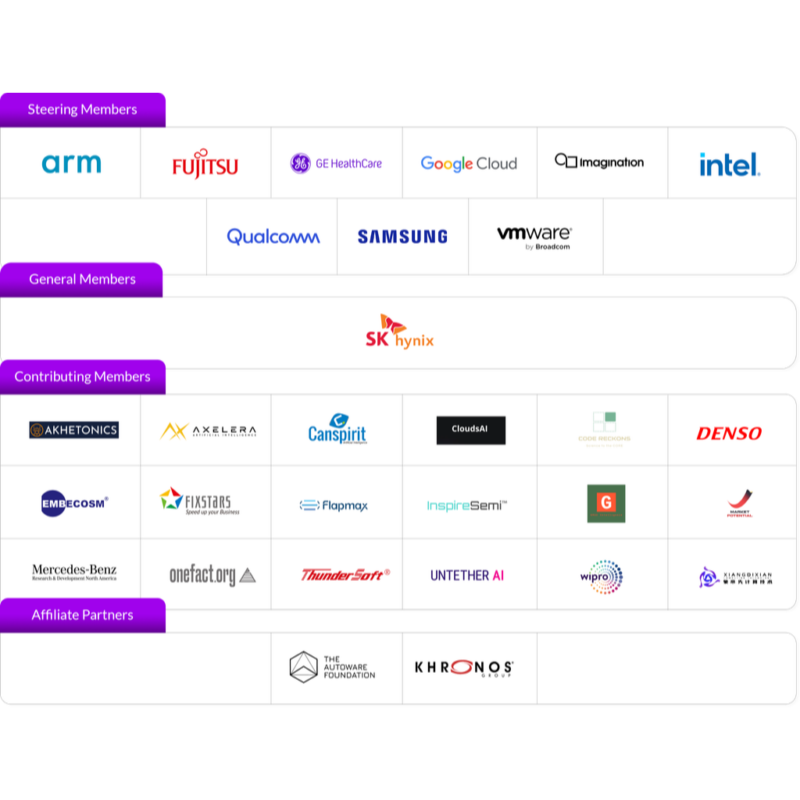 Steering Members
arm
FUJITSU
GE HealthCare
Google Cloud
Imagination
intel.
Qualcomm
SAMSUNG
vmware®
by Broadcom
General Members
SK hynix
Contributing Members
AKHETONICS
AXELERA
ARTIFICIAL INTELLIGENCE
Canspirit
CloudsAI
CODE RECKONS
DENSO
EMBECOSM®
FIXSTARS
Speed up your Business
Flapmax
InspireSemi™
G
MARKET
POTENTIAL
Mercedes-Benz
Research & Development North America
onefact.org
ThunderSoft®
UNTETHER AI
wipro
XIANGDIXIAN
Affiliate Partners
THE
AUTOWARE
FOUNDATION
KHRONOS
GROUP